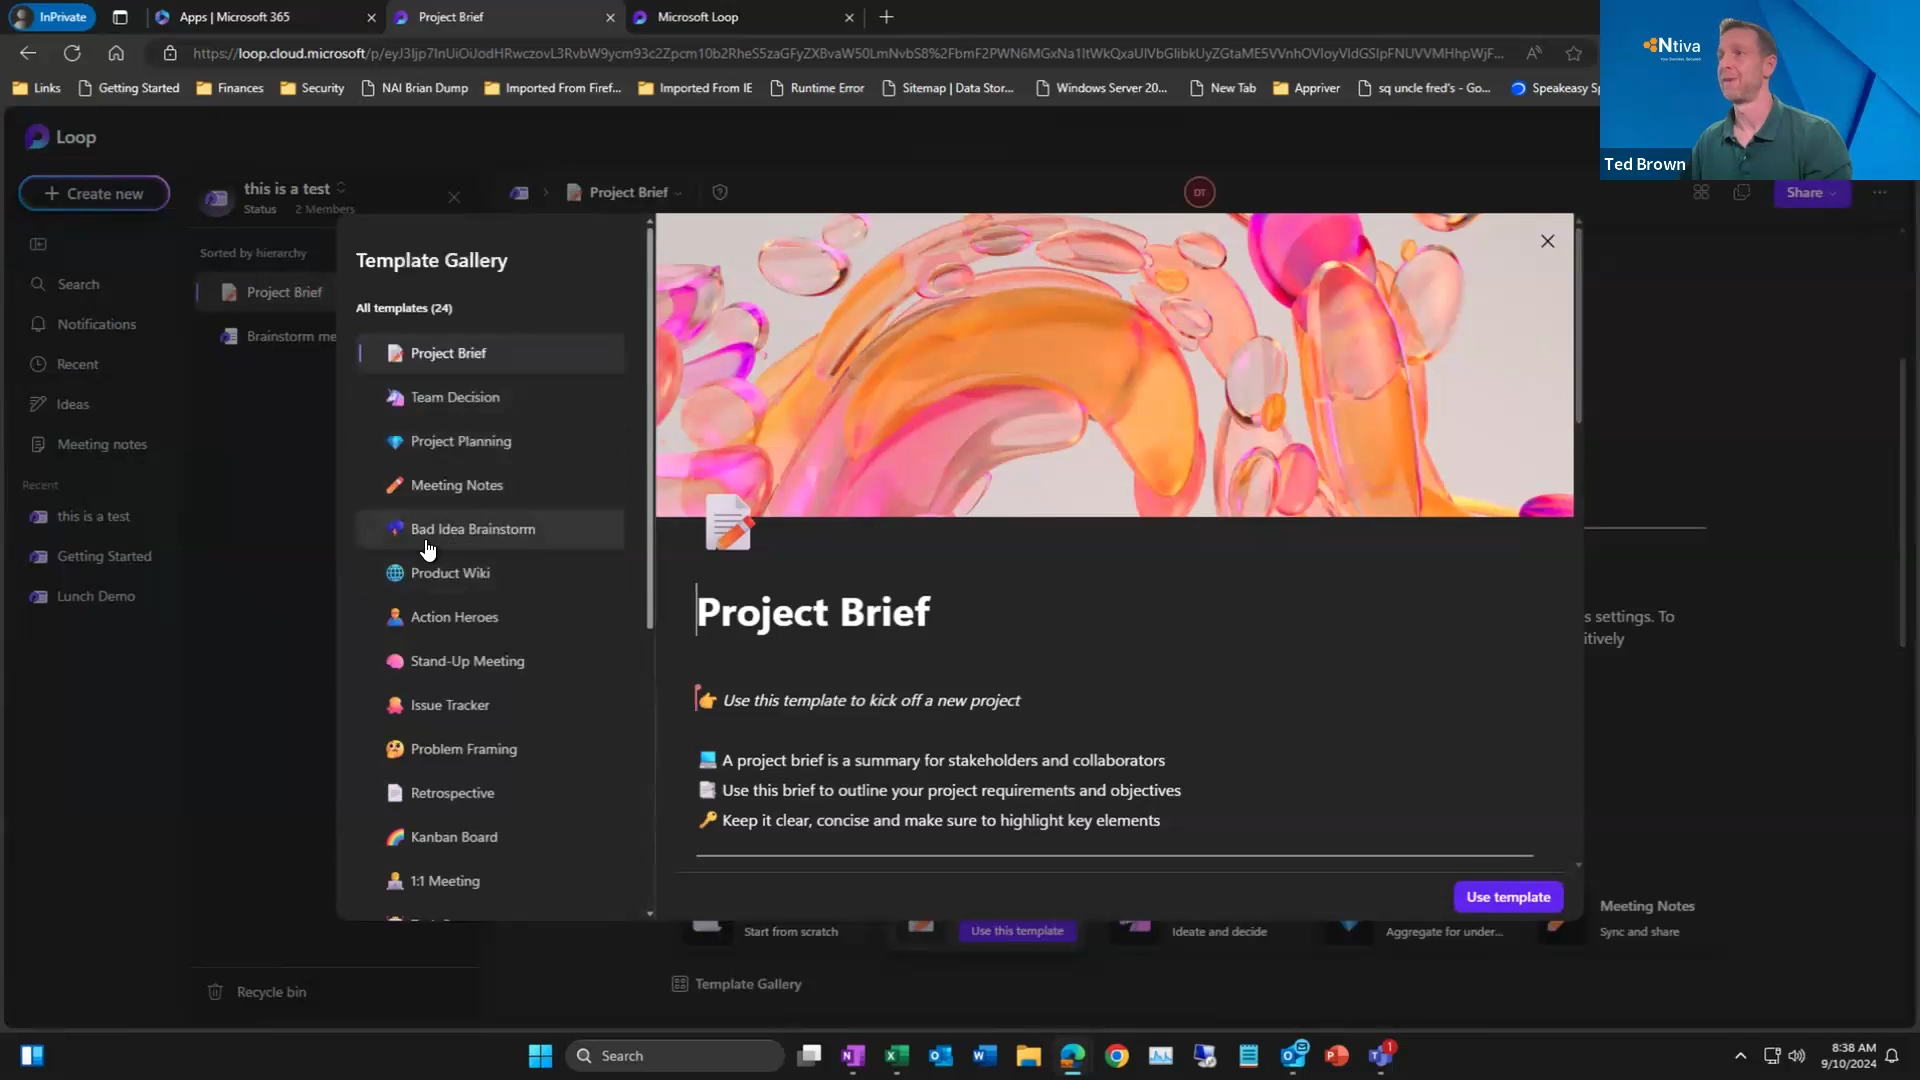 InPrivate
Apps | Microsoft 365
Project Brief
Microsoft Loop
Links
Getting Started
Finances
Security
NAI Brian Dump
Imported From Firef...
Imported From IE
Runtime Error
Sitemap | Data Stor...
Windows Server 20...
New Tab
Appriver
sq uncle fred's - Go...
Speakeasy Sp
Ntiva
Ted Brown
Loop
Create new
this is a test
Status 2 Members
Project Brief
DT
Share
Sorted by hierarchy
Project Brief
Brainstorm me
Search
Notifications
Recent
Ideas
Meeting notes
Recent
this is a test
Getting Started
Lunch Demo
Recycle bin
Template Gallery
All templates (24)
Project Brief
Team Decision
Project Planning
Meeting Notes
Bad Idea Brainstorm
Product Wiki
Action Heroes
Stand-Up Meeting
Issue Tracker
Problem Framing
Retrospective
Kanban Board
1:1 Meeting
Project Brief
Use this template to kick off a new project
A project brief is a summary for stakeholders and collaborators
Use this brief to outline your project requirements and objectives
Keep it clear, concise and make sure to highlight key elements
Use template
s settings. To
itively
Start from scratch
Use this template
Ideate and decide
Aggregate for under...
Meeting Notes
Sync and share
Template Gallery
Search
1
8:38 AM
9/10/2024